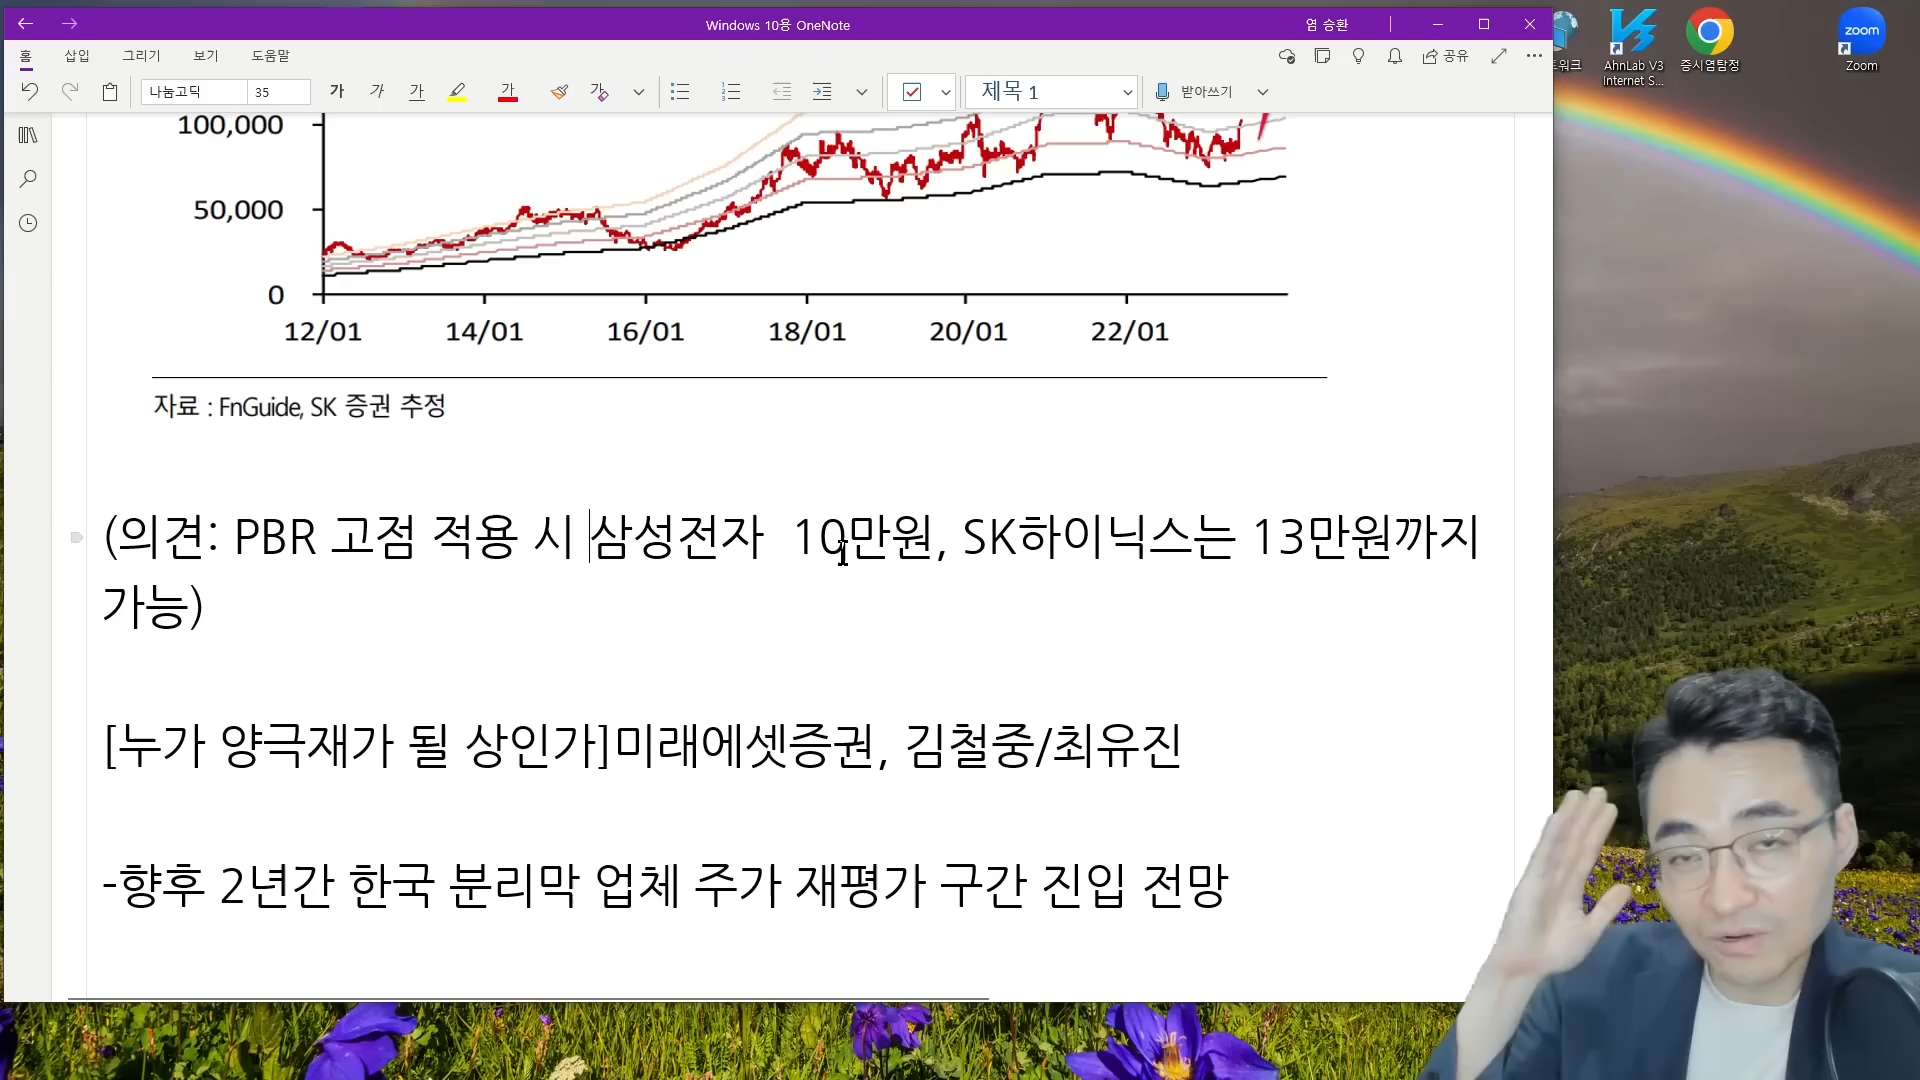 Windows 10용 OneNote
염 승환
홈 삽입 그리기 보기 도움말
공유
나눔고딕 35 가 가 가 가 가 제목 1 받아쓰기
100,000
50,000
0
12/01 14/01 16/01 18/01 20/01 22/01
자료 : FnGuide, SK 증권 추정
(의견: PBR 고점 적용 시 삼성전자 10만원, SK하이닉스는 13만원까지
가능)
[누가 양극재가 될 상인가]미래에셋증권, 김철중/최유진
-향후 2년간 한국 분리막 업체 주가 재평가 구간 진입 전망
워크
AhnLab V3
Internet S...
증시염탐정
zoom
Zoom